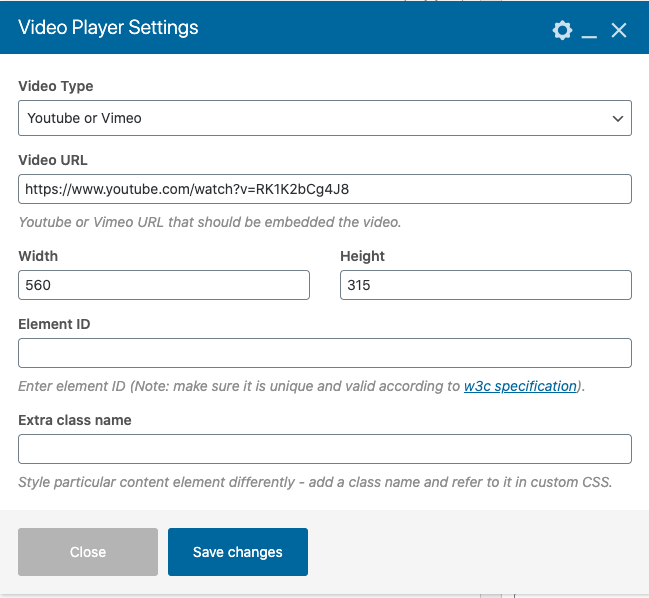 Video Player Settings
Video Type
Youtube or Vimeo
Video URL
https://www.youtube.com/watch?v=RK1K2bCg4J8
Youtube or Vimeo URL that should be embedded the video.
Width Height
560 315
Element ID
Enter element ID (Note: make sure it is unique and valid according to w3c specification).
Extra class name
Style particular content element differently - add a class name and refer to it in custom CSS.
Close Save changes